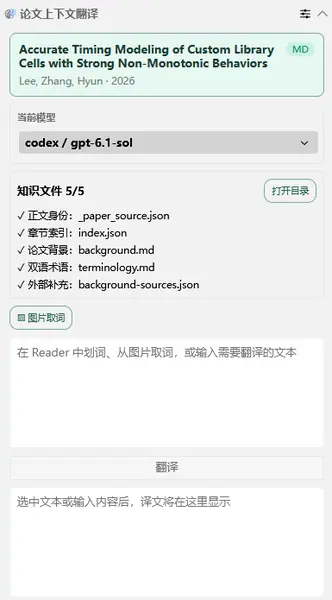 论文上下文翻译
Accurate Timing Modeling of Custom Library
Cells with Strong Non-Monotonic Behaviors
MD
Lee, Zhang, Hyun · 2026
当前模型
codex / gpt-6.1-sol
知识文件 5/5
打开目录
✓ 正文身份：_paper_source.json
✓ 章节索引：index.json
✓ 论文背景：background.md
✓ 双语术语：terminology.md
✓ 外部补充：background-sources.json
图片取词
在 Reader 中划词、从图片取词，或输入需要翻译的文本
翻译
选中文本或输入内容后，译文将在这里显示